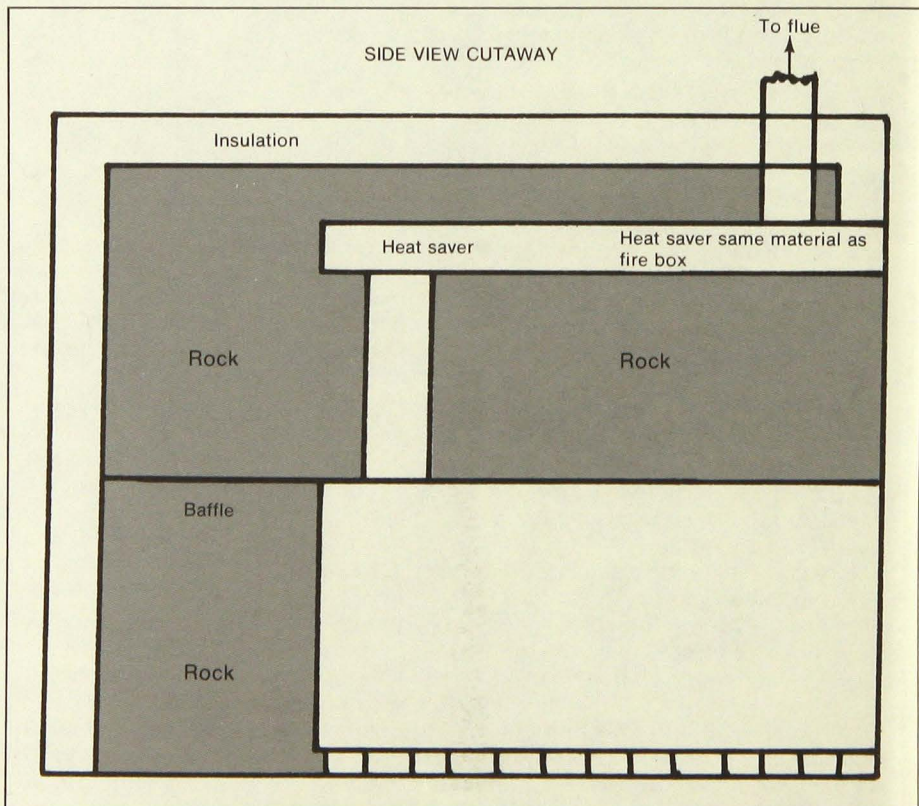 To flue
SIDE VIEW CUTAWAY
Insulation
Heat saver
Heat saver same material as
fire box
Rock
Rock
Baffle
Rock